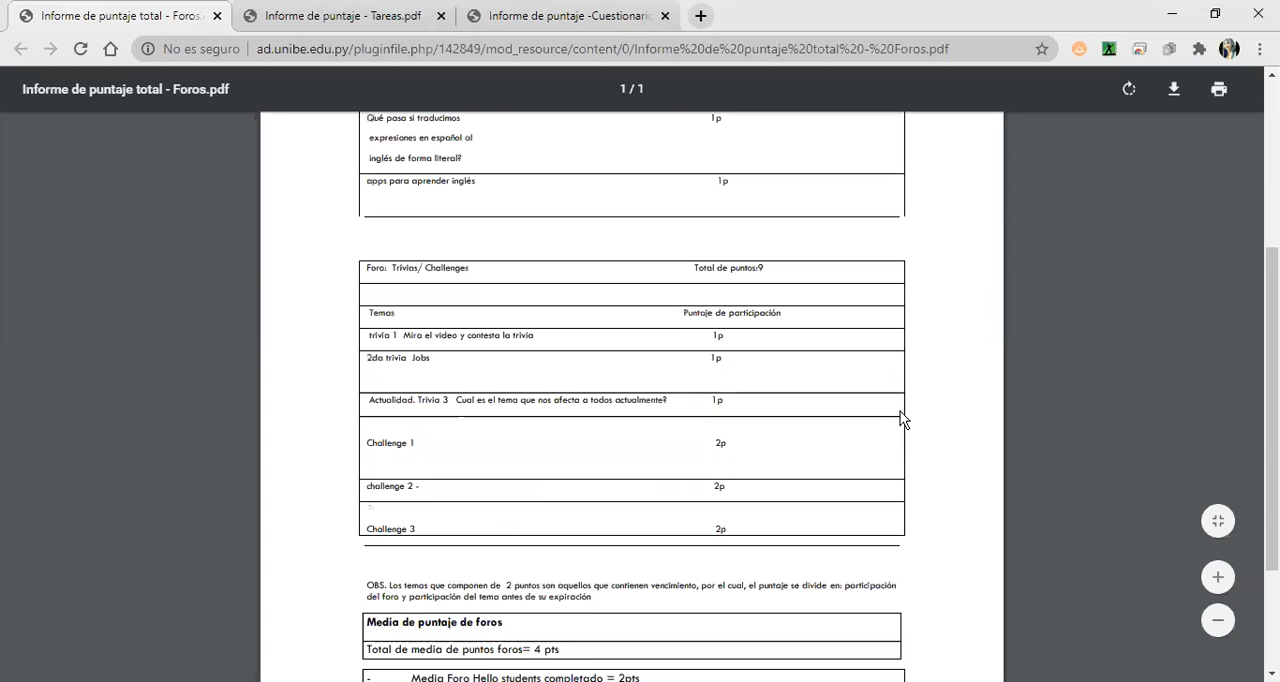 Informe de puntaje total - Foros.
Informe de puntaje - Tareas.pdf
Informe de puntaje -Cuestionario
No es seguro
ad.unibe.edu.py/pluginfile.php/142849/mod_resource/content/0/Informe%20de%20puntaje%20total%20-%20Foros.pdf
Informe de puntaje total - Foros.pdf
1 / 1
Qué pasa si traducimos 1p
expresiones en español al
inglés de forma literal?
apps para aprender inglés 1p
Foro: Trivias/ Challenges Total de puntos:9
Temas Puntaje de participación
trivia 1 Mira el video y contesta la trivia 1p
2da trivia Jobs 1p
Actualidad. Trivia 3 Cual es el tema que nos afecta a todos actualmente? 1p
Challenge 1 2p
challenge 2 - 2p
Challenge 3 2p
OBS. Los temas que componen de 2 puntos son aquellos que contienen vencimiento, por el cual, el puntaje se divide en: participación
del foro y participación del tema antes de su expiración
Media de puntaje de foros
Total de media de puntos foros= 4 pts
- Media Foro Hello students completado = 2pts